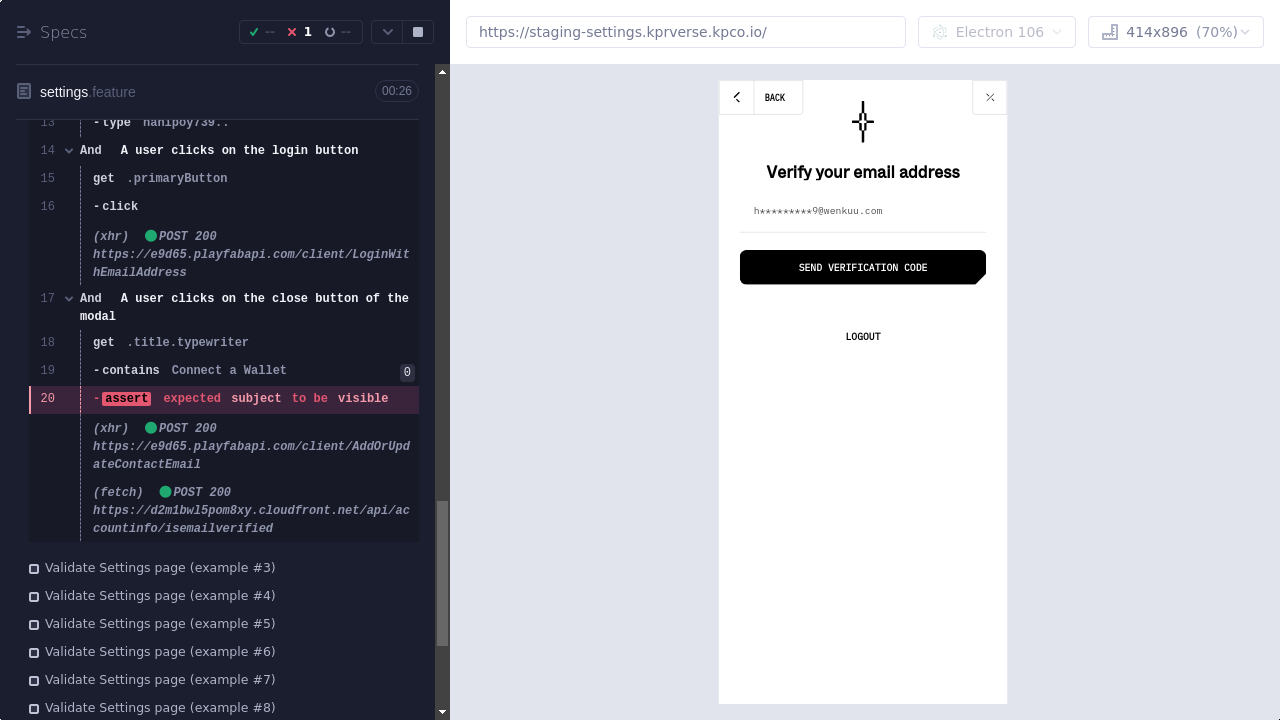 Specs
-- 1 --
settings.feature
00:26
13 -type hanipoy739..
14 And A user clicks on the login button
15 get .primaryButton
16 -click
(xhr) POST 200
https://e9d65.playfabapi.com/client/LoginWit
hEmailAddress
17 And A user clicks on the close button of the
modal
18 get .title.typewriter
19 -contains Connect a Wallet 0
20 -assert expected subject to be visible
(xhr) POST 200
https://e9d65.playfabapi.com/client/AddOrUpd
ateContactEmail
(fetch) POST 200
https://d2m1bwl5pom8xy.cloudfront.net/api/ac
countinfo/isemailverified
Validate Settings page (example #3)
Validate Settings page (example #4)
Validate Settings page (example #5)
Validate Settings page (example #6)
Validate Settings page (example #7)
Validate Settings page (example #8)
https://staging-settings.kprverse.kpco.io/
Electron 106
414x896 (70%)
BACK
Verify your email address
h*********9@wenkuu.com
SEND VERIFICATION CODE
LOGOUT